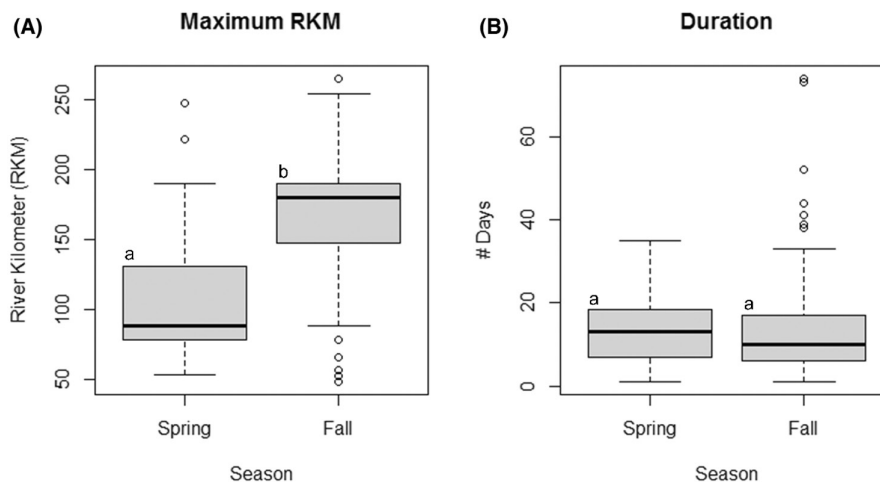 (A)
Maximum RKM
River Kilometer (RKM)
250
200
150
100
50
a
b
Spring
Fall
Season
(B)
Duration
# Days
60
40
20
0
a
a
Spring
Fall
Season